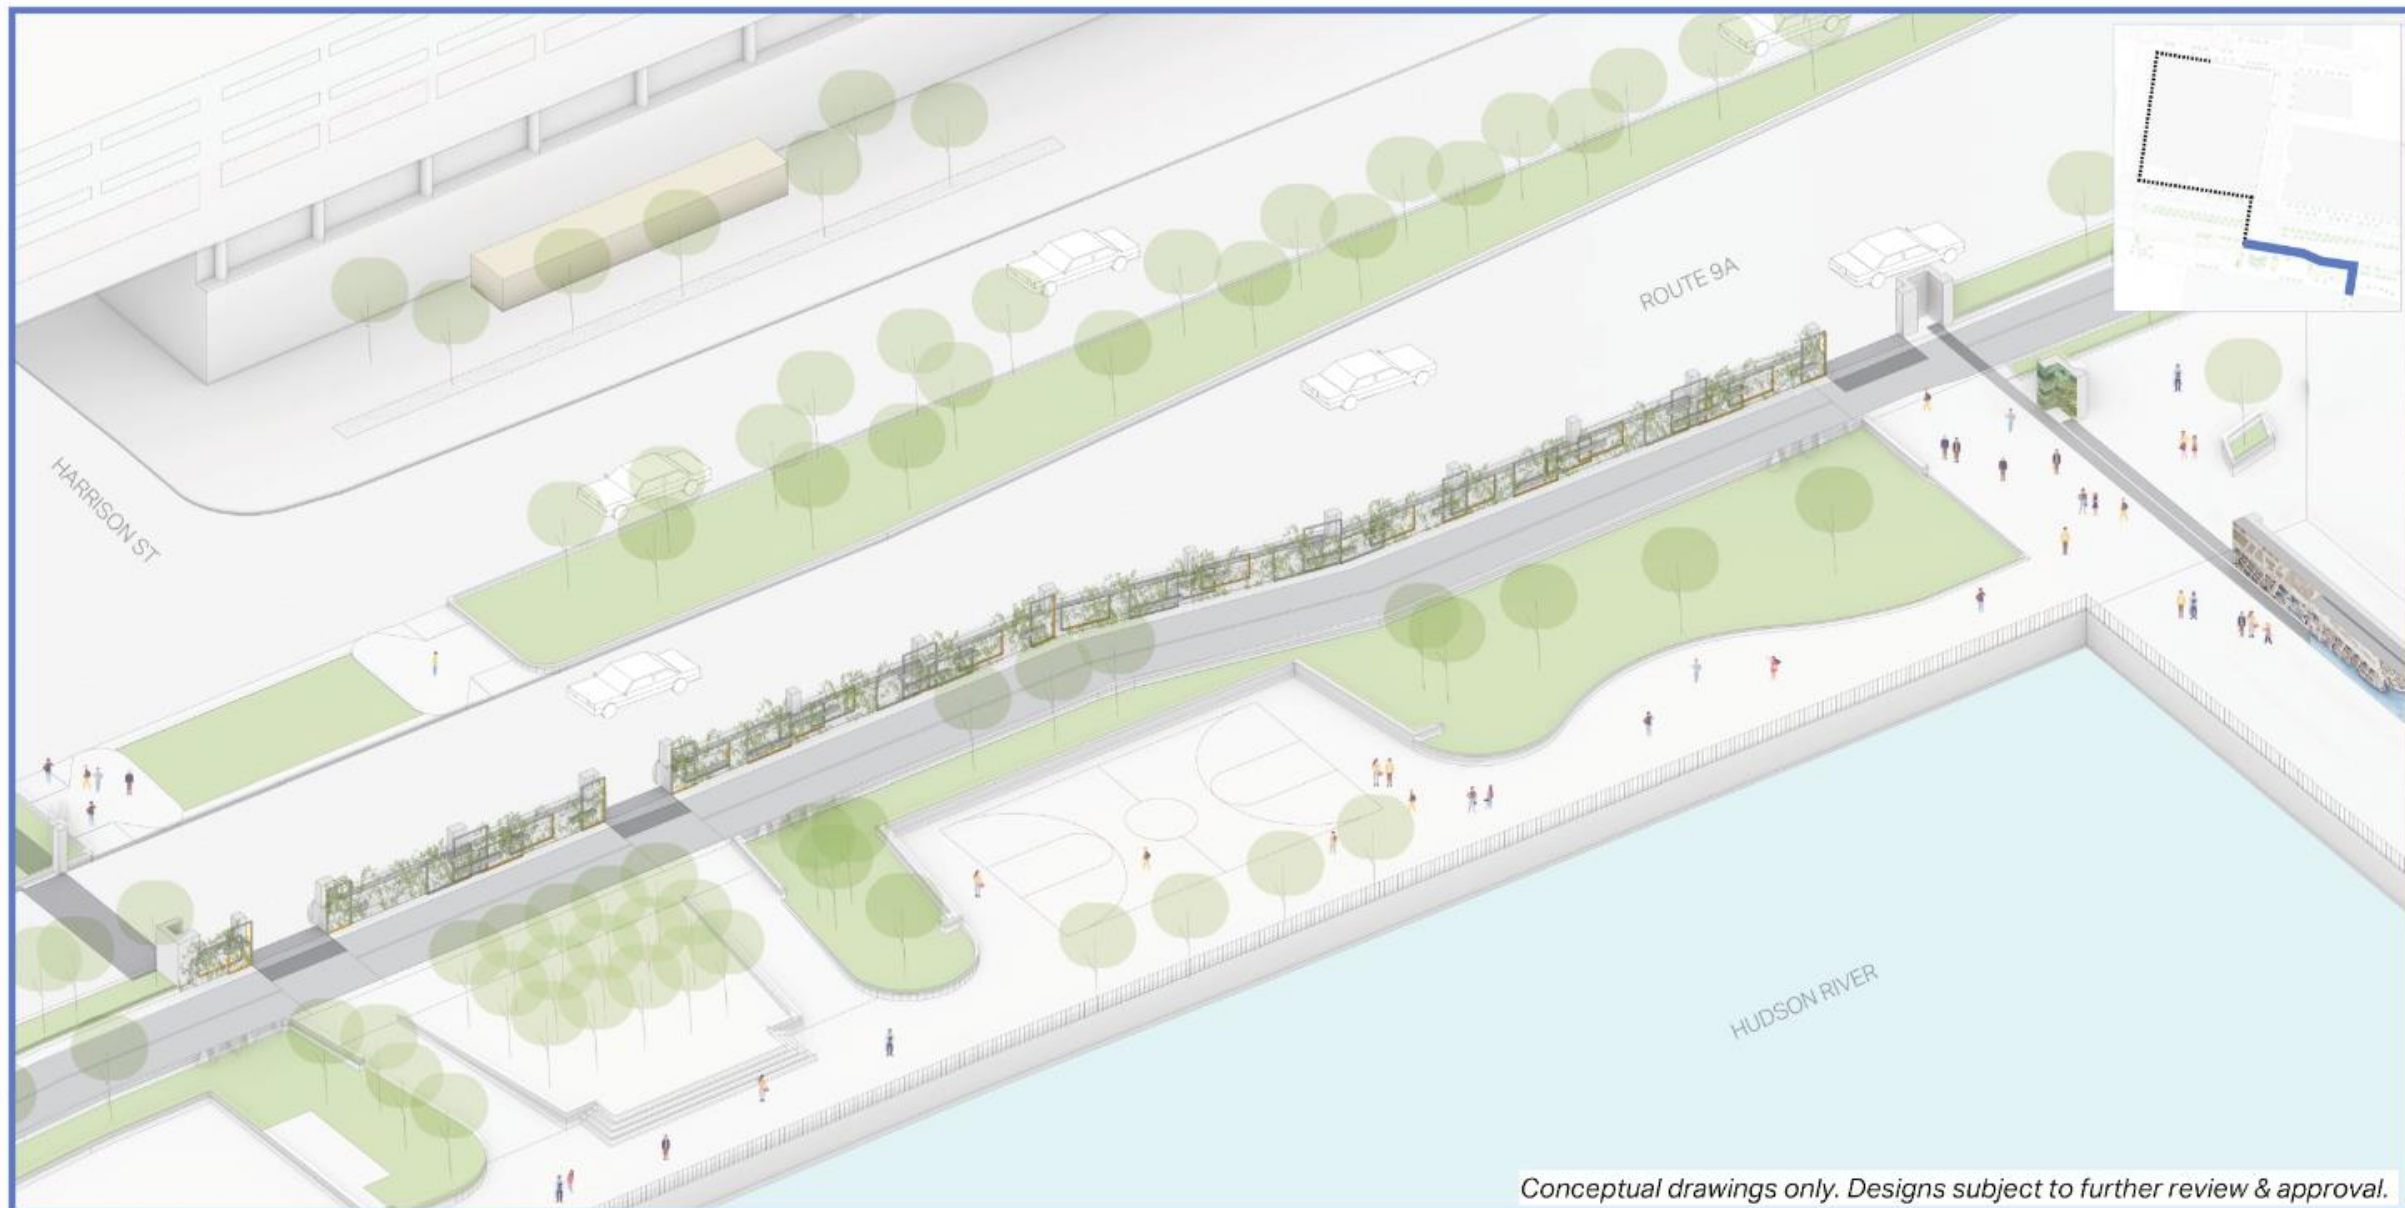 ROUTE 9A
HARRISON ST
HUDSON RIVER
Conceptual drawings only. Designs subject to further review & approval.